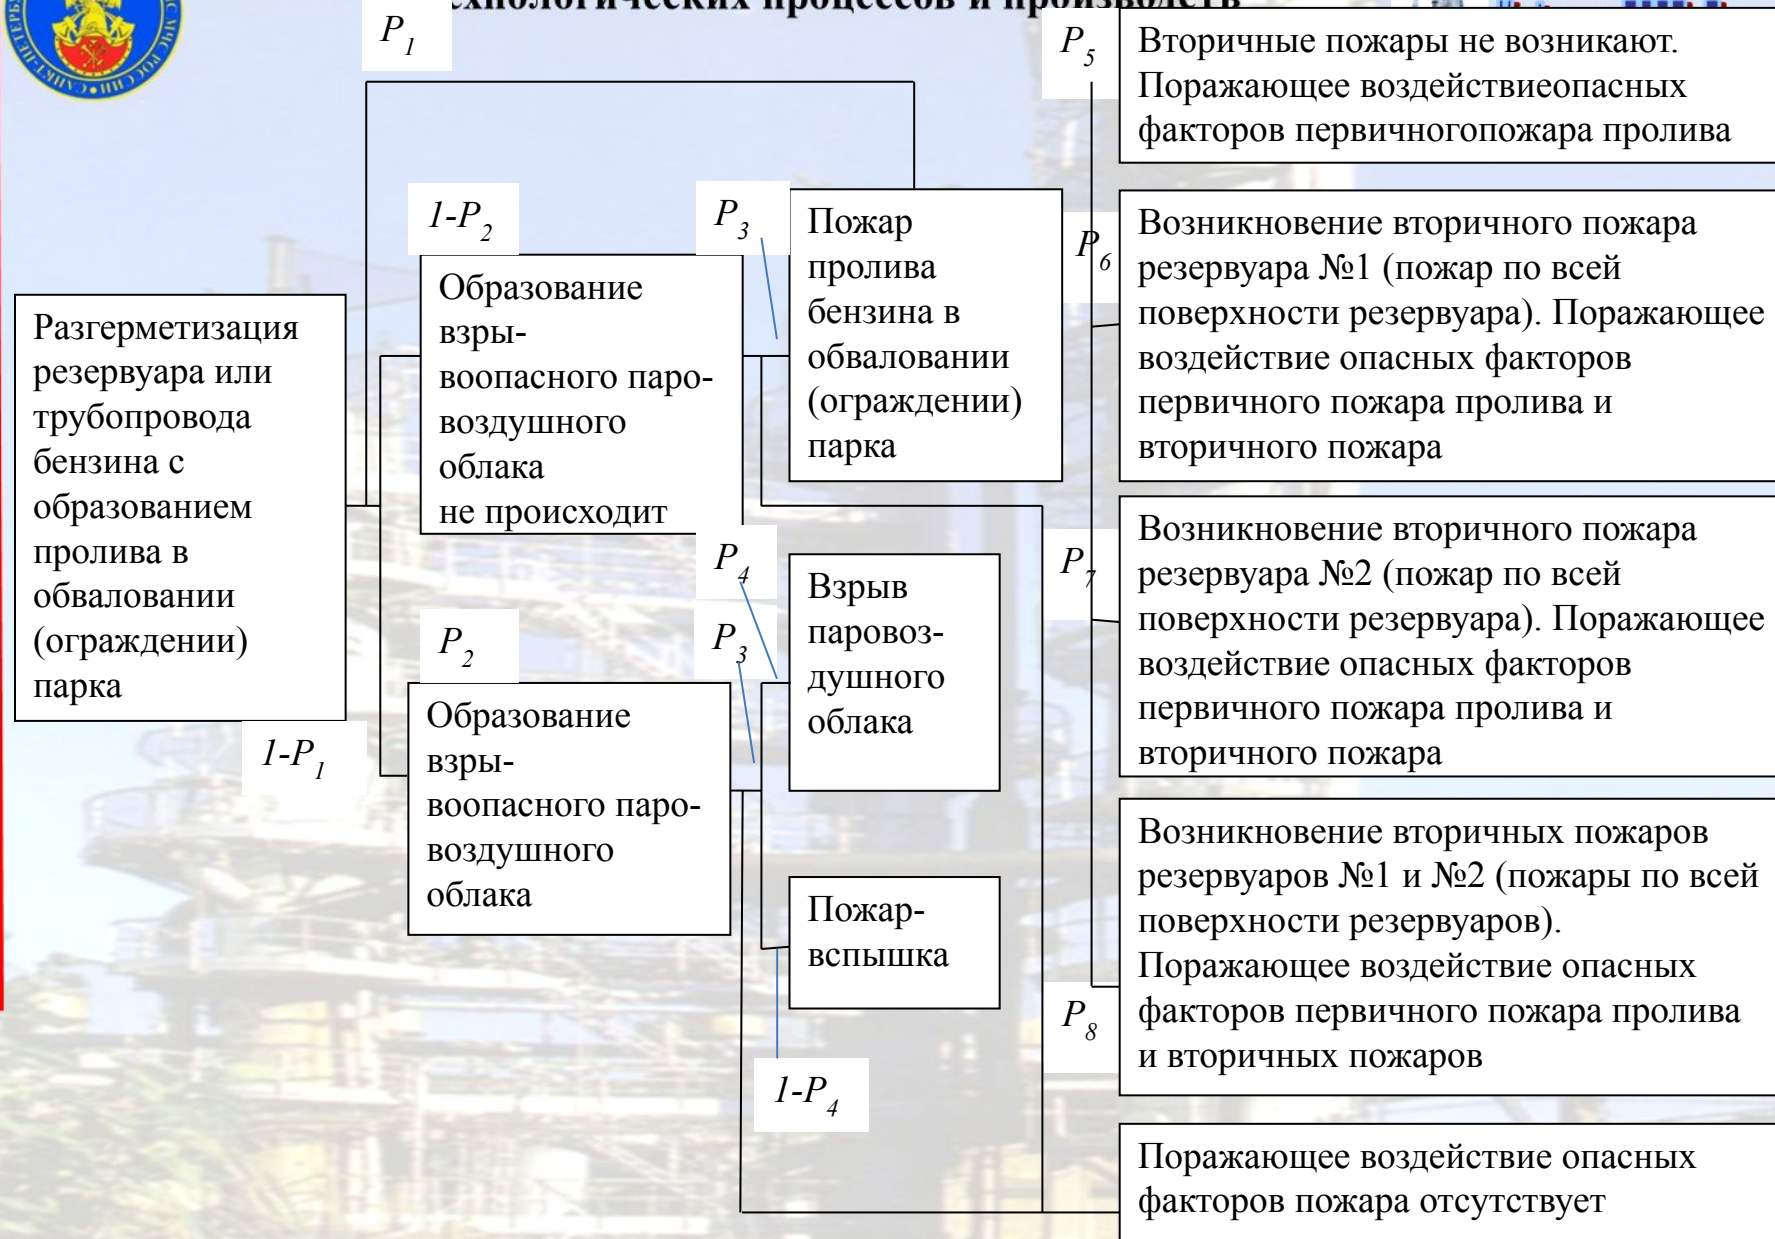 ехнологических процессов и производств
P1
P5
Вторичные пожары не возникают.
Поражающее воздействиеопасных
факторов первичногопожара пролива
1-P2
P3
Пожар
пролива
бензина в
обваловании
(ограждении)
парка
P6
Возникновение вторичного пожара
резервуара №1 (пожар по всей
поверхности резервуара). Поражающее
воздействие опасных факторов
первичного пожара пролива и
вторичного пожара
Образование
взры-
воопасного паро-
воздушного
облака
не происходит
Разгерметизация
резервуара или
трубопровода
бензина с
образованием
пролива в
обваловании
(ограждении)
парка
P4
Взрыв
паровоз-
душного
облака
P7
Возникновение вторичного пожара
резервуара №2 (пожар по всей
поверхности резервуара). Поражающее
воздействие опасных факторов
первичного пожара пролива и
вторичного пожара
P2
P3
1-P1
Образование
взры-
воопасного паро-
воздушного
облака
Пожар-
вспышка
Возникновение вторичных пожаров
резервуаров №1 и №2 (пожары по всей
поверхности резервуаров).
Поражающее воздействие опасных
факторов первичного пожара пролива
и вторичных пожаров
P8
1-P4
Поражающее воздействие опасных
факторов пожара отсутствует